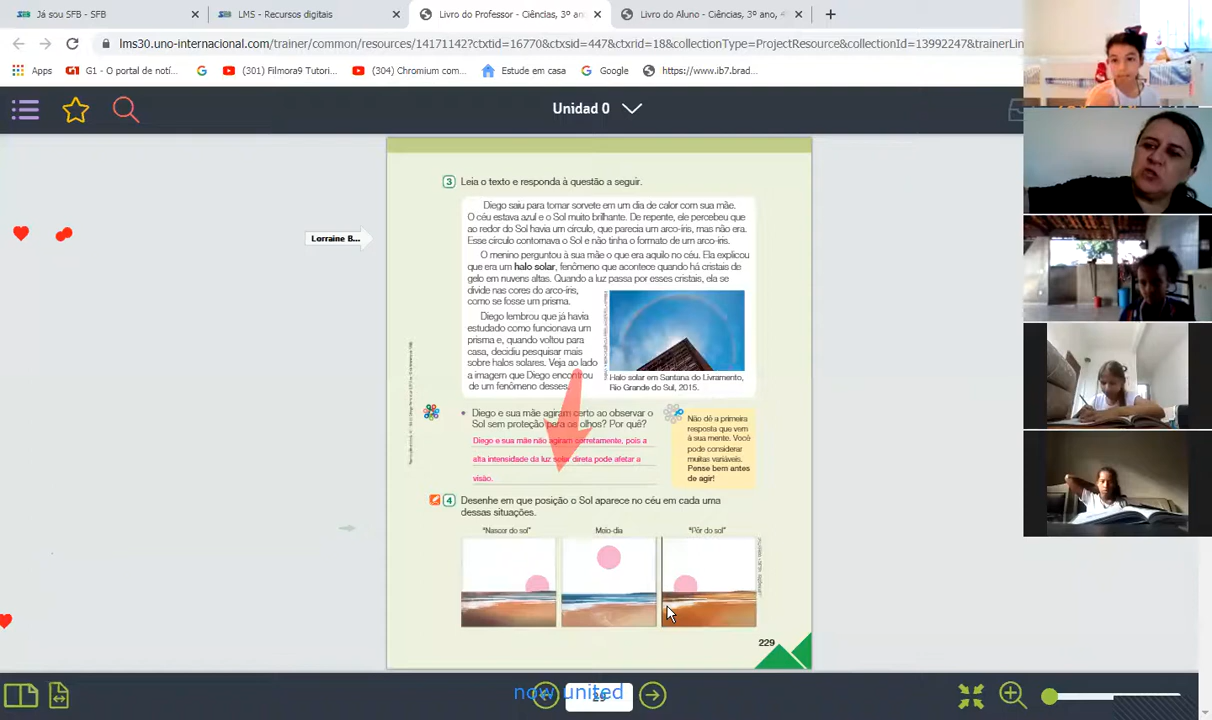 Já sou SFB - SFB
LMS - Recursos digitais
Livro do Professor - Ciências, 3º ano
Livro do Aluno - Ciências, 3º ano, 4
lms30.uno-internacional.com/trainer/common/resources/14171142?ctxtid=16770&ctxsid=447&ctxrid=18&collectionType=ProjectResource&collectionId=13992247&trainerLin
Apps
G1 - O portal de notí...
(301) Filmora9 Tutori...
(304) Chromium com...
Estude em casa
Google
https://www.ib7.brad...
Unidad 0
3 Leia o texto e responda à questão a seguir.
Diego saiu para tomar sorvete em um dia de calor com sua mãe.
O céu estava azul e o Sol muito brilhante. De repente, ele percebeu que
ao redor do Sol havia um círculo, que parecia um arco-íris, mas não era.
Esse círculo contornava o Sol e não tinha o formato de um arco-íris.
O menino perguntou à sua mãe o que era aquilo no céu. Ela explicou
que era um halo solar, fenômeno que acontece quando há cristais de
gelo em nuvens altas. Quando a luz passa por esses cristais, ela se
divide nas cores do arco-íris,
como se fosse um prisma.
Diego lembrou que já havia
estudado como funcionava um
prisma e, quando voltou para
casa, decidiu pesquisar mais
sobre halos solares. Veja ao lado
a imagem que Diego encontrou
de um fenômeno desses.
Halo solar em Santana do Livramento,
Rio Grande do Sul, 2015.
Lorraine B...
• Diego e sua mãe agiram certo ao observar o
Sol sem proteção para os olhos? Por quê?
Diego e sua mãe não agiram corretamente, pois a
alta intensidade da luz solar direta pode afetar a
visão.
Não dê a primeira
resposta que vem
à sua mente. Você
pode considerar
muitas variáveis.
Pense bem antes
de agir!
4 Desenhe em que posição o Sol aparece no céu em cada uma
dessas situações.
"Nascer do sol"
Meio-dia
"Pôr do sol"
229
now united
29